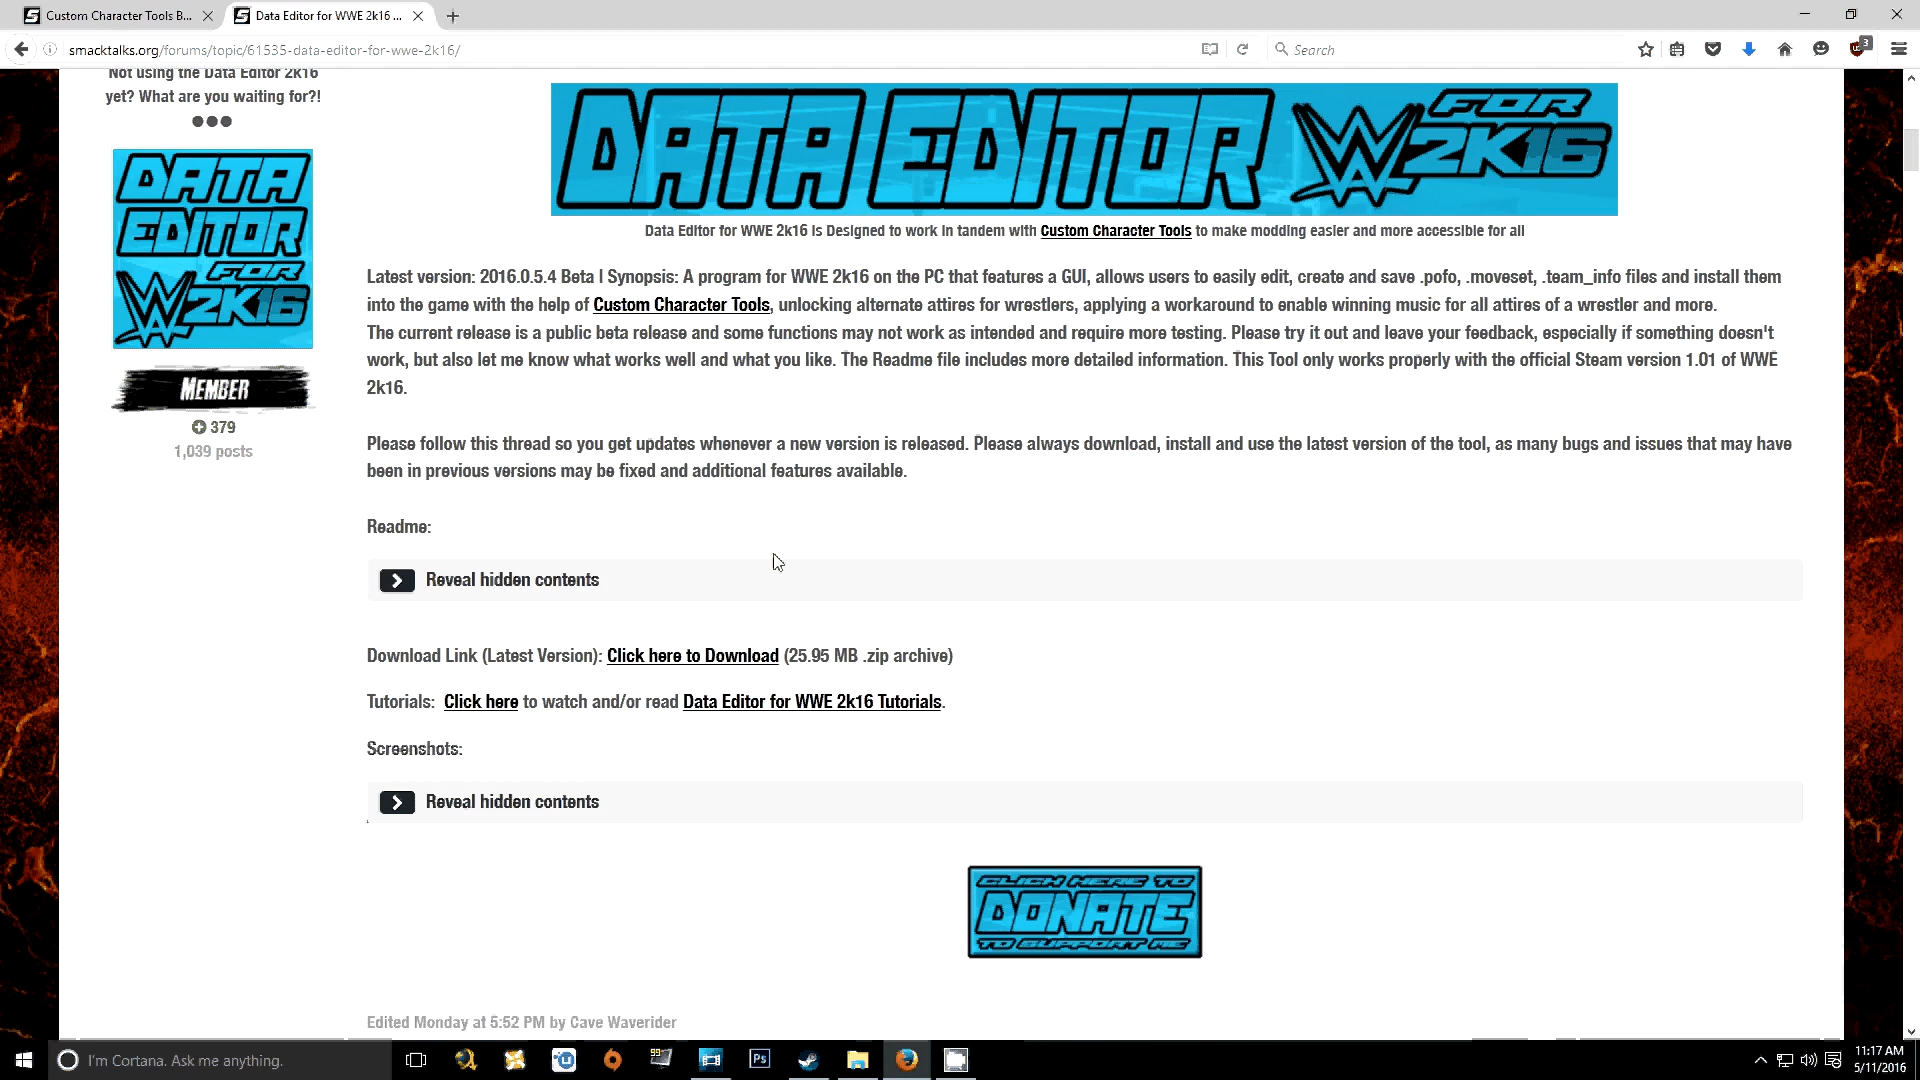 Custom Character Tools B...
Data Editor for WWE 2k16 ...
smacktalks.org/forums/topic/61535-data-editor-for-wwe-2k16/
Search
3
Not using the Data Editor 2k16
yet? What are you waiting for?!
DATA EDITOR FOR W 2K16
DATA
EDITOR
FOR
W 2K16
Data Editor for WWE 2k16 is Designed to work in tandem with Custom Character Tools to make modding easier and more accessible for all
Latest version: 2016.0.5.4 Beta | Synopsis: A program for WWE 2k16 on the PC that features a GUI, allows users to easily edit, create and save .pofo, .moveset, .team_info files and install them
into the game with the help of Custom Character Tools, unlocking alternate attires for wrestlers, applying a workaround to enable winning music for all attires of a wrestler and more.
The current release is a public beta release and some functions may not work as intended and require more testing. Please try it out and leave your feedback, especially if something doesn't
work, but also let me know what works well and what you like. The Readme file includes more detailed information. This Tool only works properly with the official Steam version 1.01 of WWE
2k16.
MEMBER
379
1,039 posts
Please follow this thread so you get updates whenever a new version is released. Please always download, install and use the latest version of the tool, as many bugs and issues that may have
been in previous versions may be fixed and additional features available.
Readme:
Reveal hidden contents
Download Link (Latest Version): Click here to Download (25.95 MB .zip archive)
Tutorials: Click here to watch and/or read Data Editor for WWE 2k16 Tutorials.
Screenshots:
Reveal hidden contents
CLICK HERE TO
DONATE
TO SUPPORT ME
Edited Monday at 5:52 PM by Cave Waverider
I'm Cortana. Ask me anything.
99
Ps
11:17 AM
5/11/2016